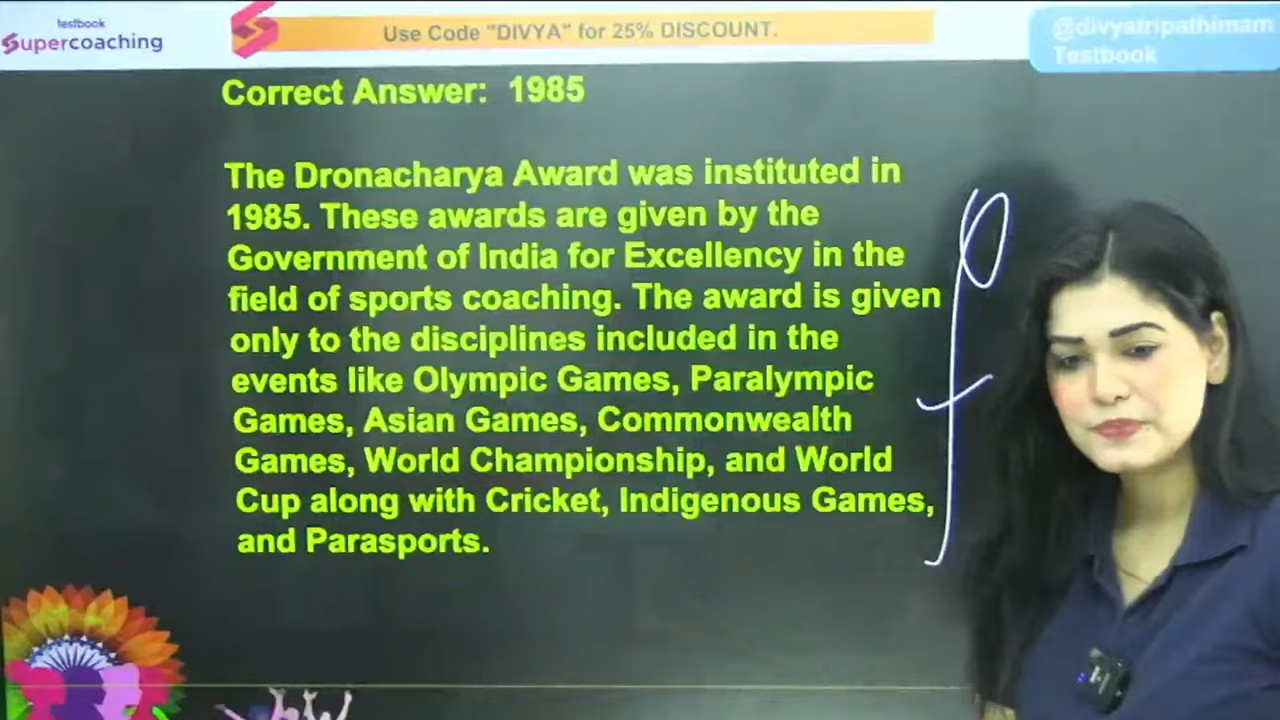 testbook
Supercoaching
Use Code "DIVYA" for 25% DISCOUNT.
@divyatripathimam
Testbook
Correct Answer: 1985
The Dronacharya Award was instituted in
1985. These awards are given by the
Government of India for Excellency in the
field of sports coaching. The award is given
only to the disciplines included in the
events like Olympic Games, Paralympic
Games, Asian Games, Commonwealth
Games, World Championship, and World
Cup along with Cricket, Indigenous Games,
and Parasports.